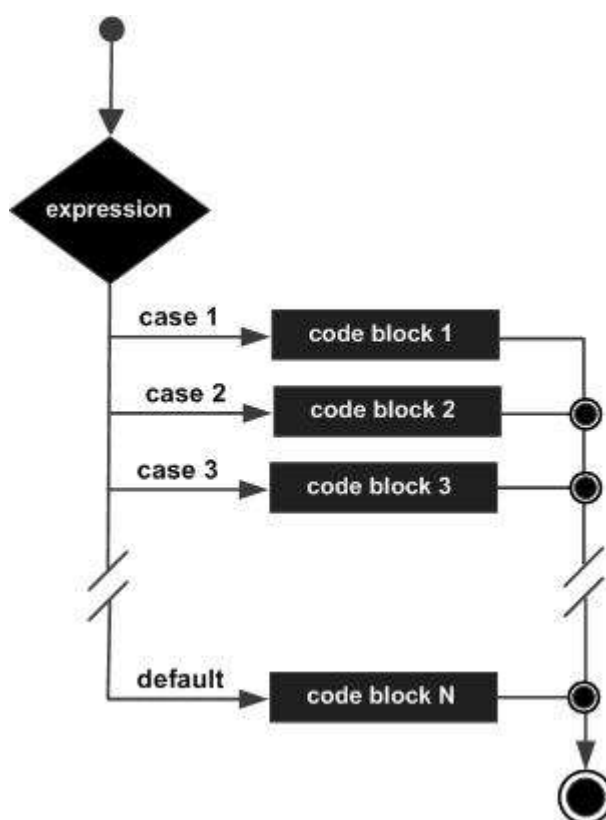 expression
case 1
code block 1
case 2
code block 2
case 3
code block 3
default
code block N